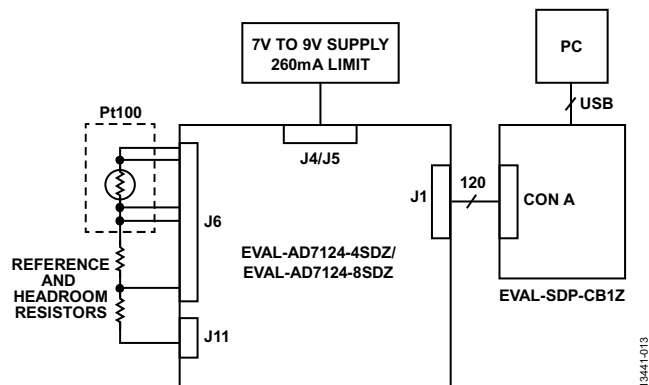 7V TO 9V SUPPLY
260mA LIMIT
PC
USB
Pt100
J4/J5
J1
120
CON A
J6
EVAL-AD7124-4SDZ/
EVAL-AD7124-8SDZ
REFERENCE
AND
HEADROOM
RESISTORS
EVAL-SDP-CB1Z
J11
13441-013